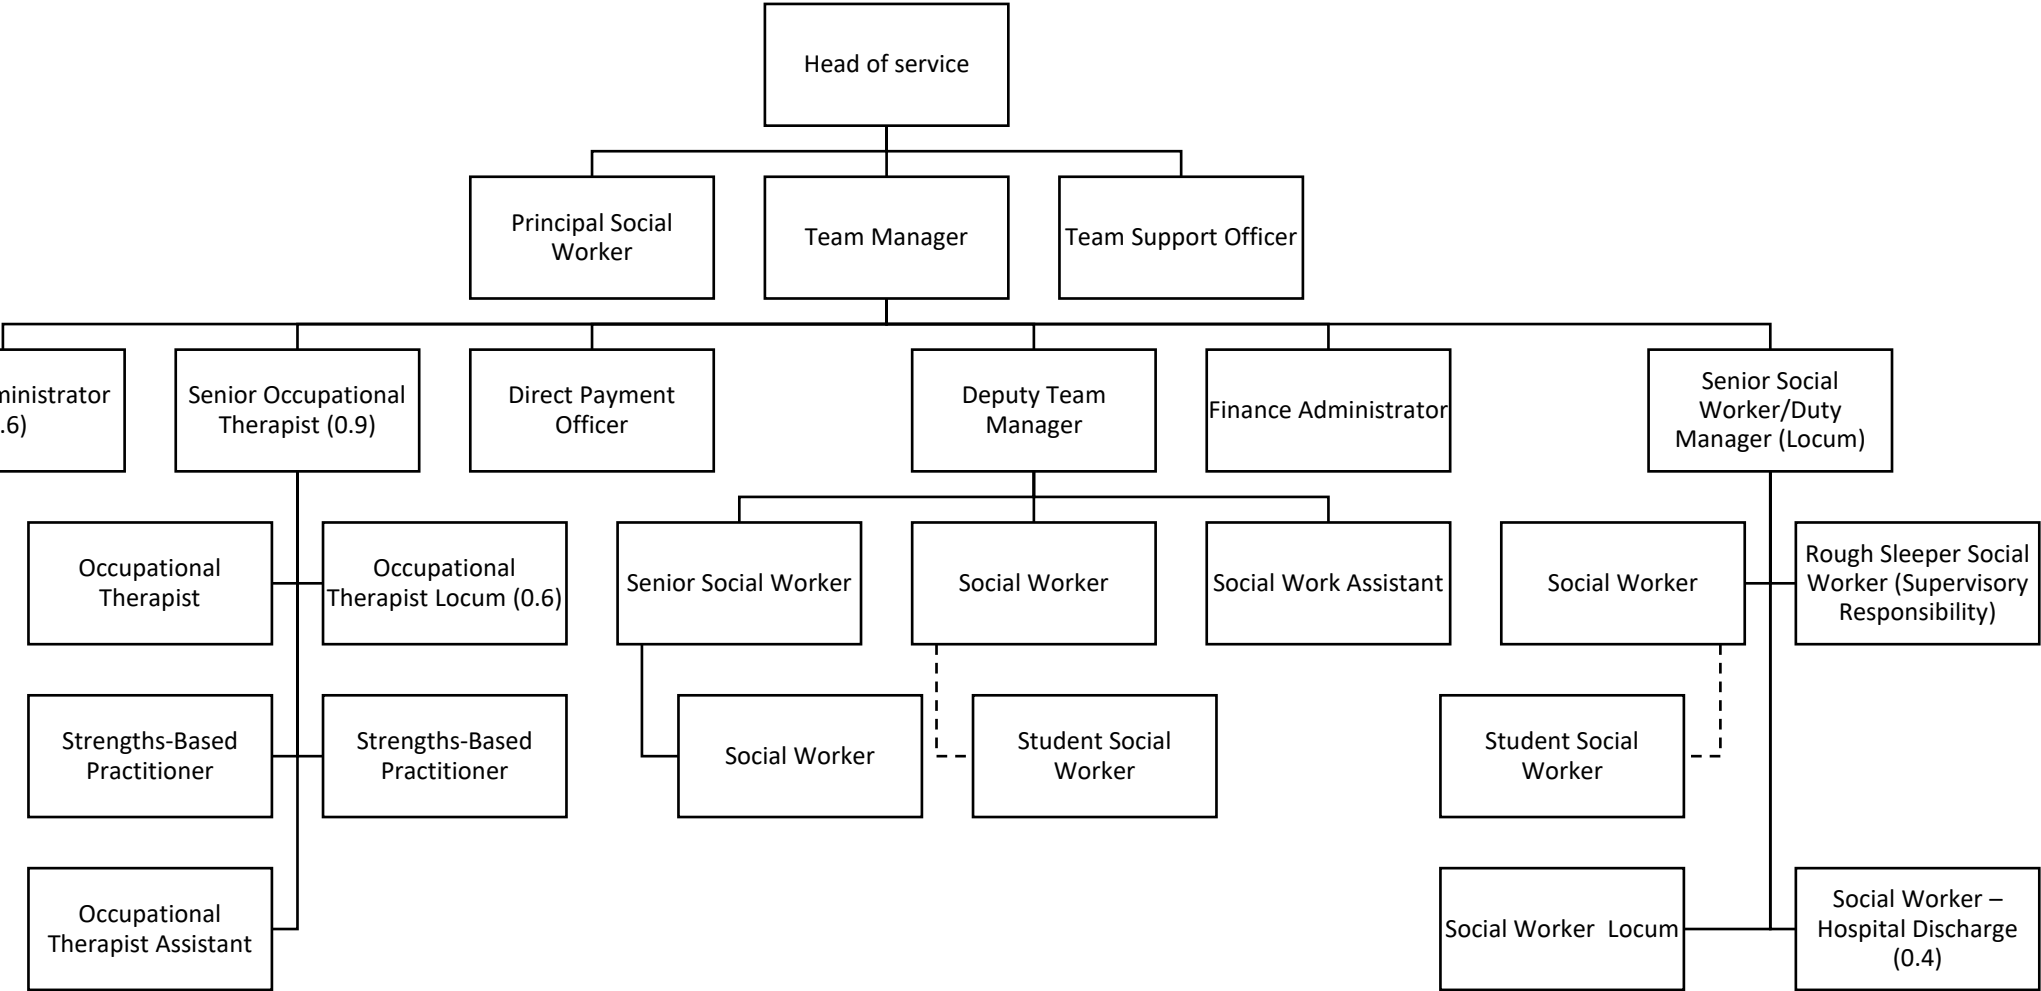 Head of service
Principal Social
Worker
Team Manager
Team Support Officer
Senior Occupational
Therapist (0.9)
Direct Payment
Officer
Deputy Team
Manager
Finance Administrator
Senior Social
Worker/Duty
Manager (Locum)
Occupational
Therapist
Occupational
Therapist Locum (0.6)
Senior Social Worker
Social Worker
Social Work Assistant
Social Worker
Rough Sleeper Social
Worker (Supervisory
Responsibility)
Strengths-Based
Practitioner
Strengths-Based
Practitioner
Social Worker
Student Social
Worker
Student Social
Worker
Occupational
Therapist Assistant
Social Worker  Locum
Social Worker –
Hospital Discharge
(0.4)